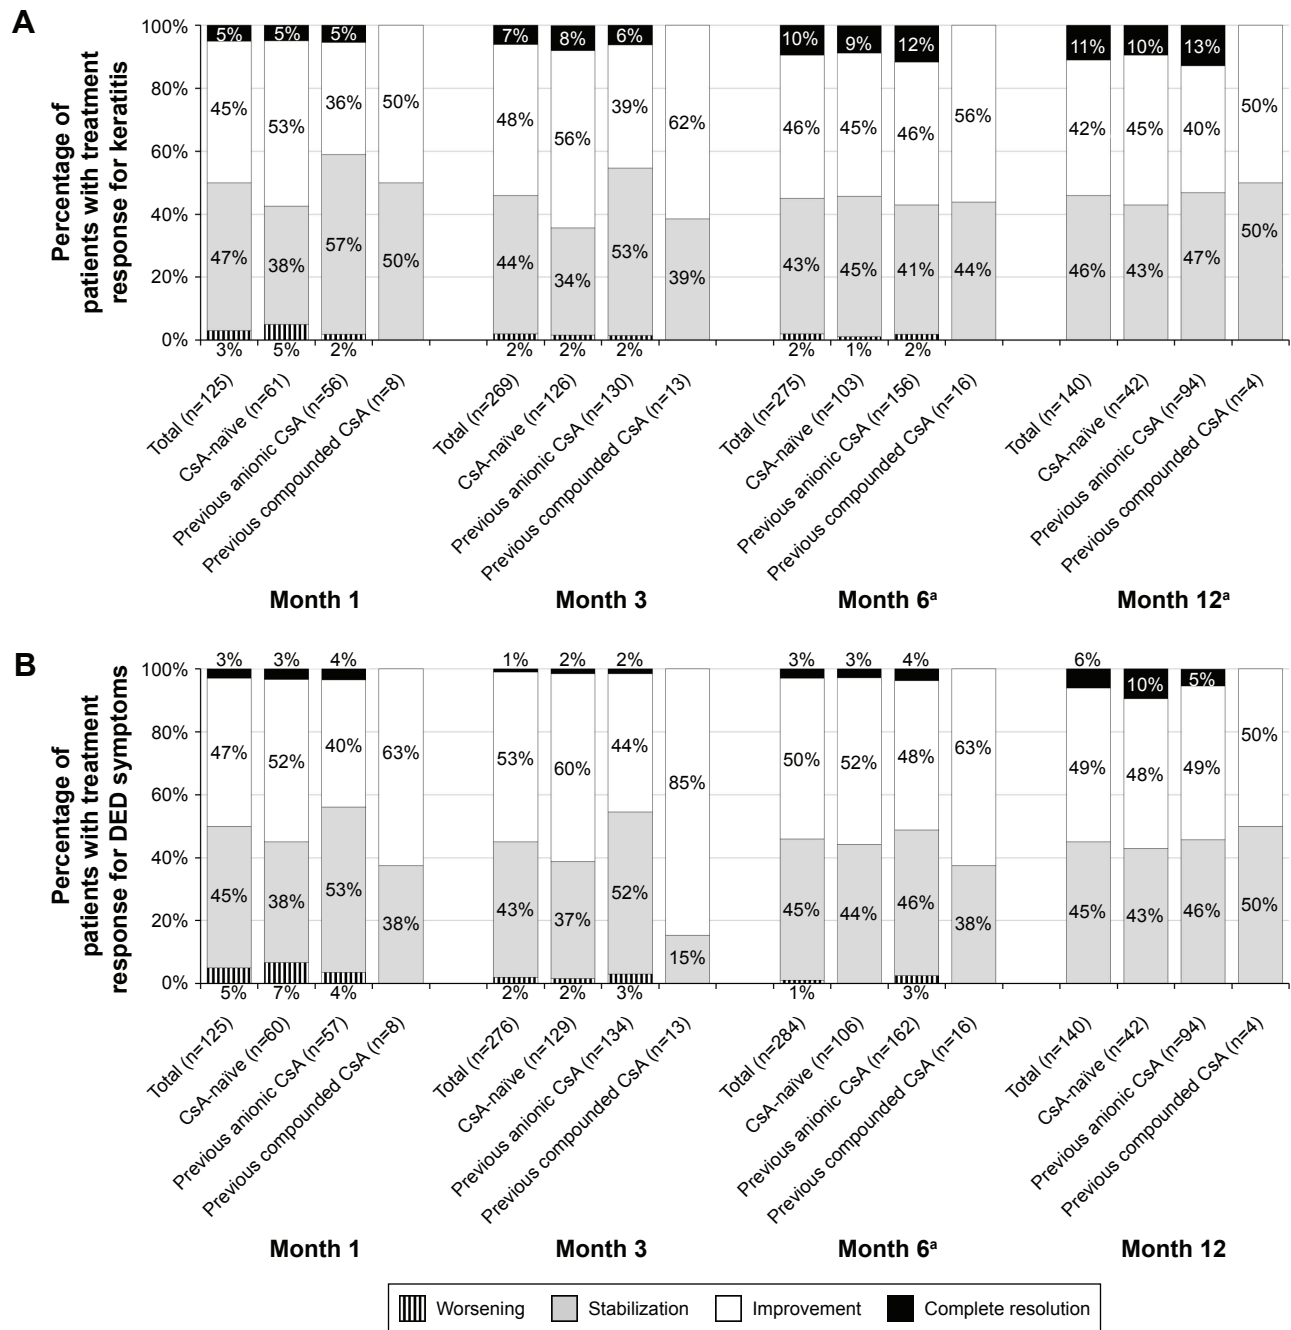 A
Percentage of
patients with treatment
response for keratitis
100%
80%
60%
40%
20%
0%
5% 5% 5%
45% 53% 36% 50%
47% 38% 57% 50%
3% 5% 2%
7% 8% 6%
48% 56% 39% 62%
44% 34% 53% 39%
2% 2% 2%
10% 9% 12%
46% 45% 46% 56%
43% 45% 41% 44%
2% 1% 2%
11% 10% 13%
42% 45% 40% 50%
46% 43% 47% 50%
Total (n=125)
CsA-naïve (n=61)
Previous anionic CsA (n=56)
Previous compounded CsA (n=8)
Total (n=269)
CsA-naïve (n=126)
Previous anionic CsA (n=130)
Previous compounded CsA (n=13)
Total (n=275)
CsA-naïve (n=103)
Previous anionic CsA (n=156)
Previous compounded CsA (n=16)
Total (n=140)
CsA-naïve (n=42)
Previous anionic CsA (n=94)
Previous compounded CsA (n=4)
Month 1 Month 3 Month 6ª Month 12ª
B
Percentage of
patients with treatment
response for DED symptoms
100%
80%
60%
40%
20%
0%
3% 3% 4%
47% 52% 40% 63%
45% 38% 53% 38%
5% 7% 4%
1% 2% 2%
53% 60% 44% 85%
43% 37% 52% 15%
2% 2% 3%
3% 3% 4%
50% 52% 48% 63%
45% 44% 46% 38%
1% 3%
6% 10% 5%
49% 48% 49% 50%
45% 43% 46% 50%
Total (n=125)
CsA-naïve (n=60)
Previous anionic CsA (n=57)
Previous compounded CsA (n=8)
Total (n=276)
CsA-naïve (n=129)
Previous anionic CsA (n=134)
Previous compounded CsA (n=13)
Total (n=284)
CsA-naïve (n=106)
Previous anionic CsA (n=162)
Previous compounded CsA (n=16)
Total (n=140)
CsA-naïve (n=42)
Previous anionic CsA (n=94)
Previous compounded CsA (n=4)
Month 1 Month 3 Month 6ª Month 12
Worsening Stabilization Improvement Complete resolution